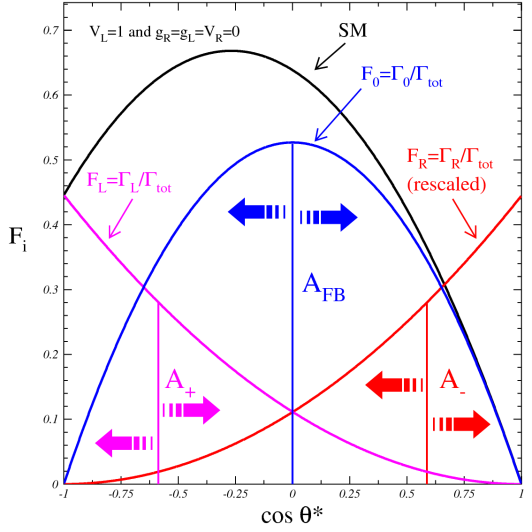 V_L=1 and g_R=g_L=V_R=0
SM
F_0=Γ_0/Γ_tot
F_L=Γ_L/Γ_tot
F_R=Γ_R/Γ_tot
(rescaled)
F_i
A_FB
A_+
A_-
0.7
0.6
0.5
0.4
0.3
0.2
0.1
0
-1
-0.75
-0.5
-0.25
0
0.25
0.5
0.75
cos θ*